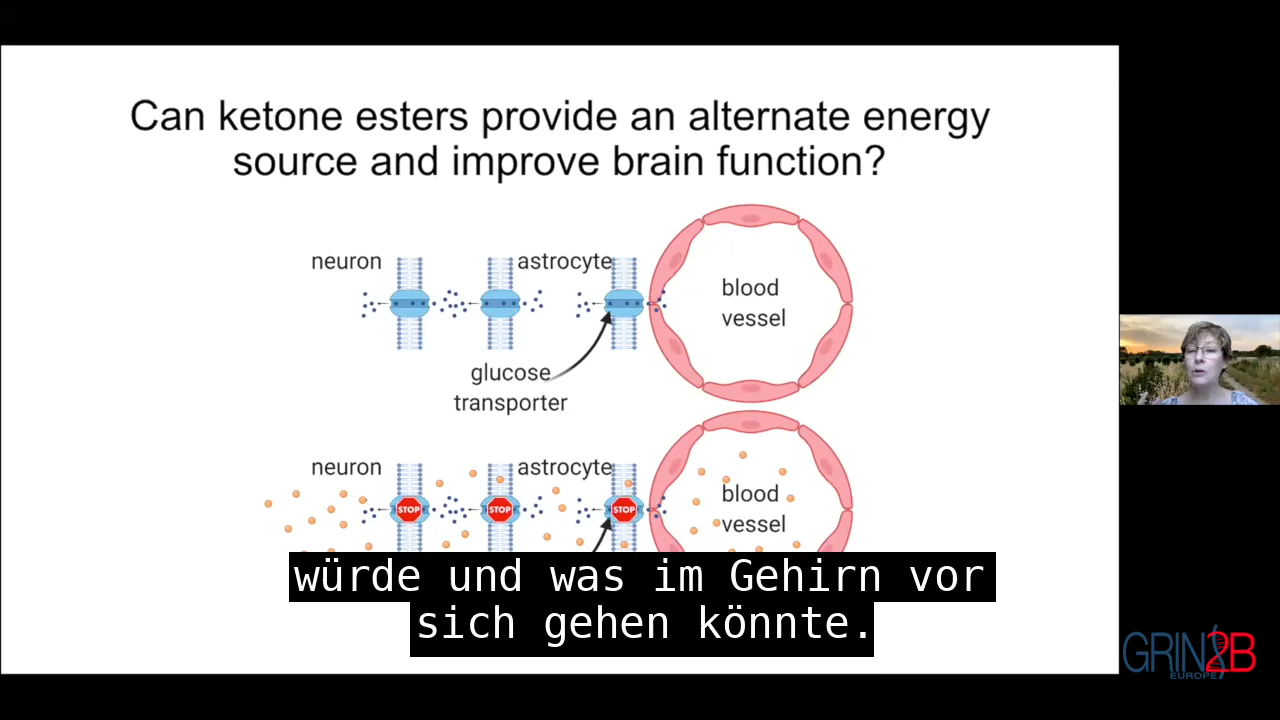 Can ketone esters provide an alternate energy
source and improve brain function?
neuron
astrocyte
blood
vessel
glucose
transporter
neuron
astrocyte
blood
vessel
STOP
STOP
STOP
würde und was im Gehirn vor
sich gehen könnte.
GRIN2B
EUROPE